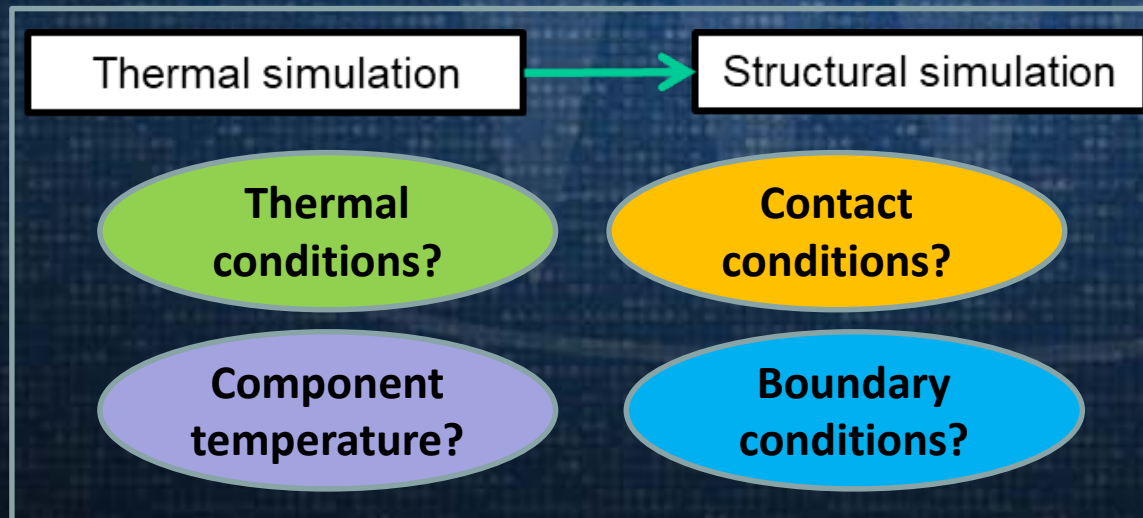 Thermal simulation
Structural simulation
Thermal
conditions?
Contact
conditions?
Component
temperature?
Boundary
conditions?